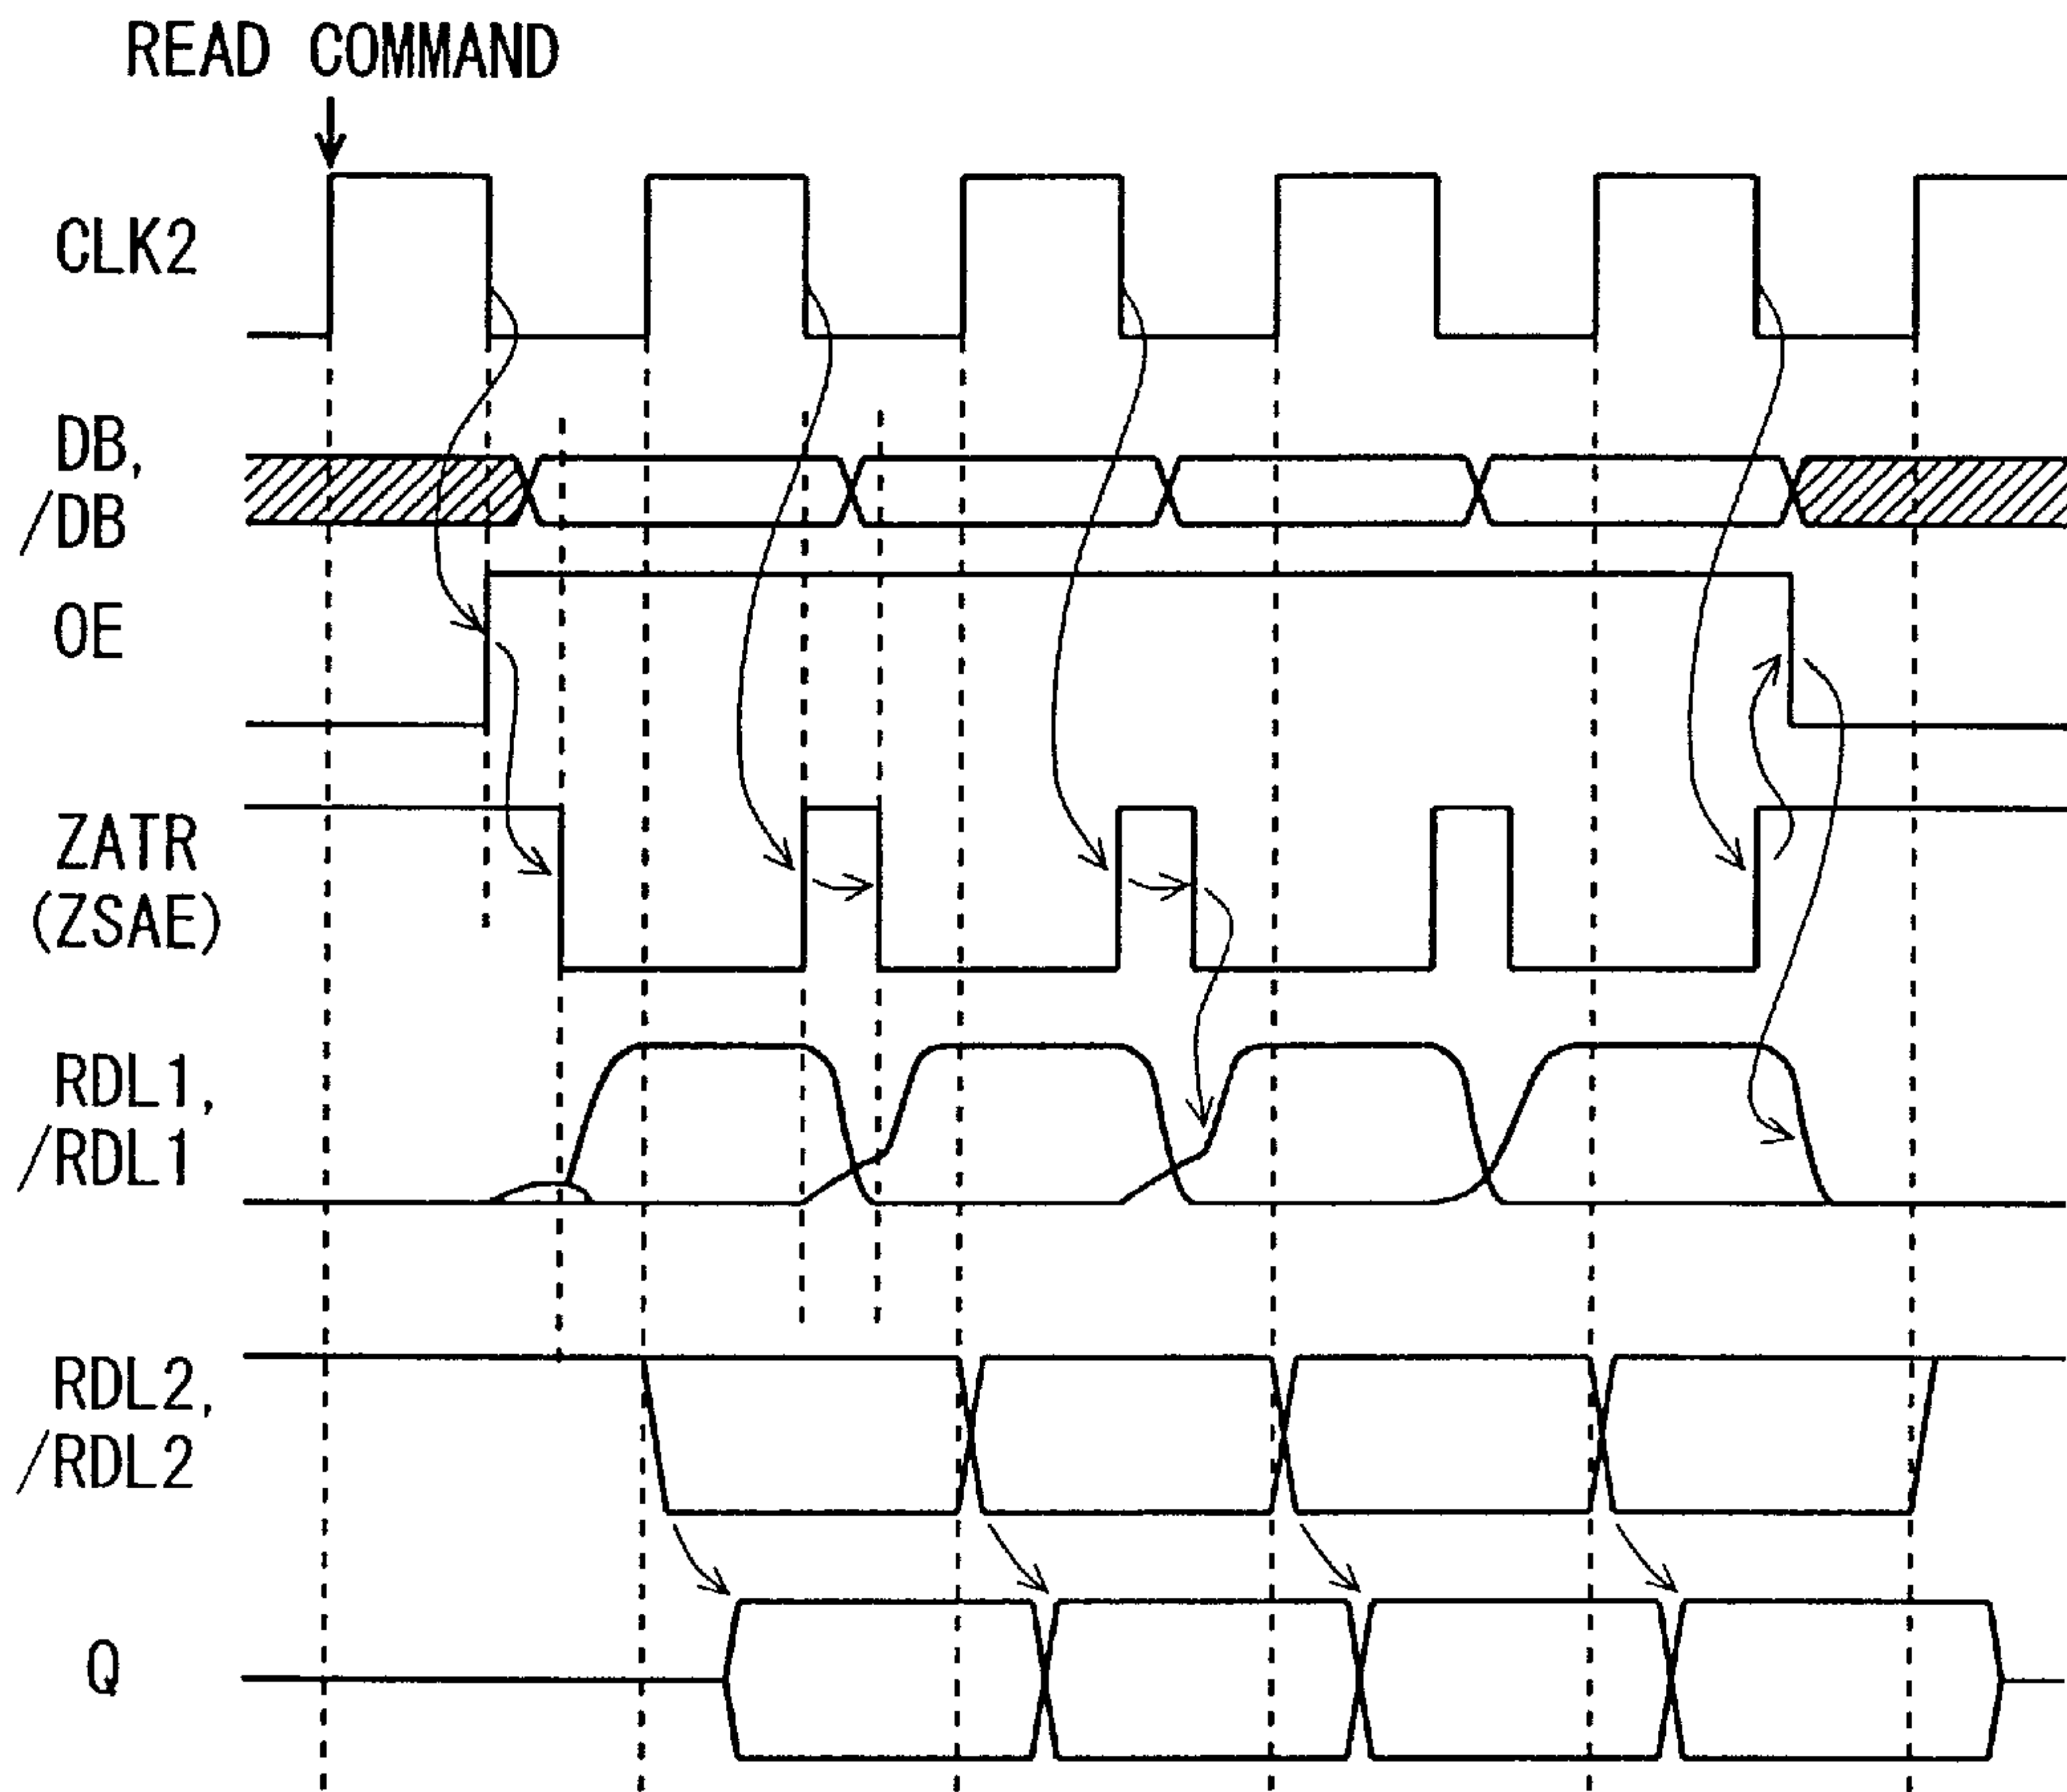 READ COMMAND
CLK2
DB,
/DB
OE
ZATR
(ZSAE)
RDL1,
/RDL1
RDL2,
/RDL2
Q